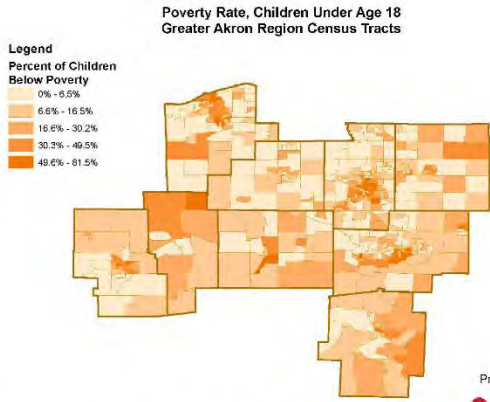 Poverty Rate, Children Under Age 18
Greater Akron Region Census Tracts
Legend
Percent of Children
Below Poverty
0% - 6.5%
6.6% - 16.5%
16.6% - 30.2%
30.3% - 49.5%
49.6% - 81.5%
Pr